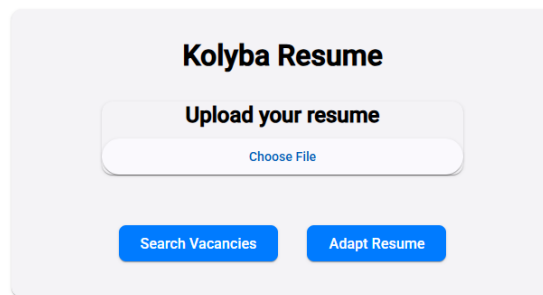 Kolyba Resume
Upload your resume
Choose File
Search Vacancies
Adapt Resume